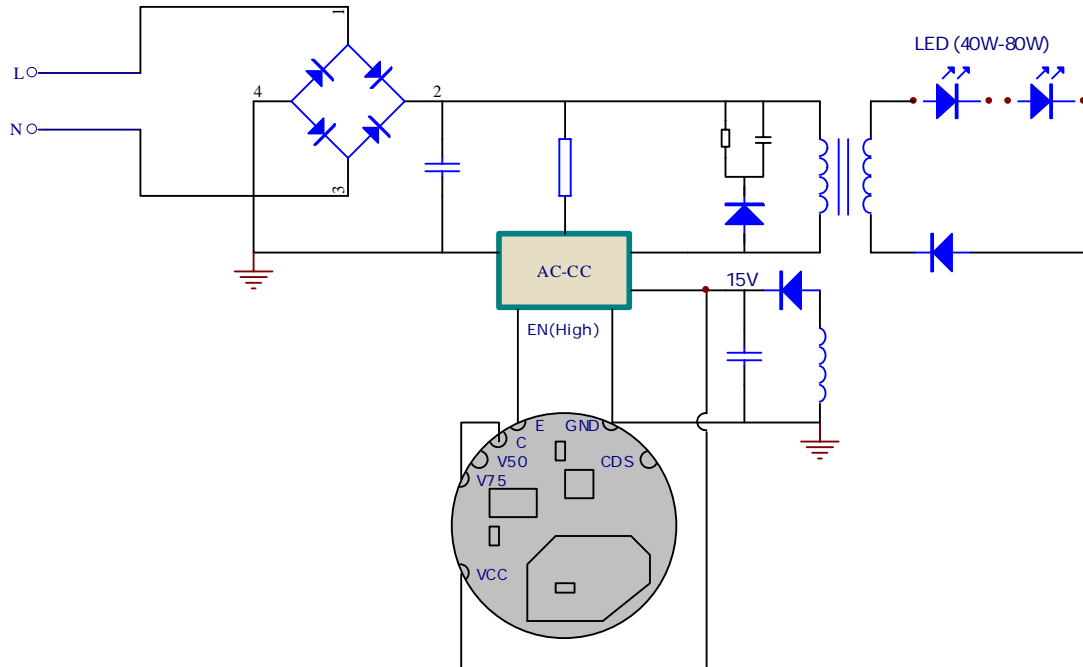 1
LED (40W-80W)
L
4
2
N
3
AC-CC
15V
EN(High)
E
GND
C
V50
CDS
V75
VCC